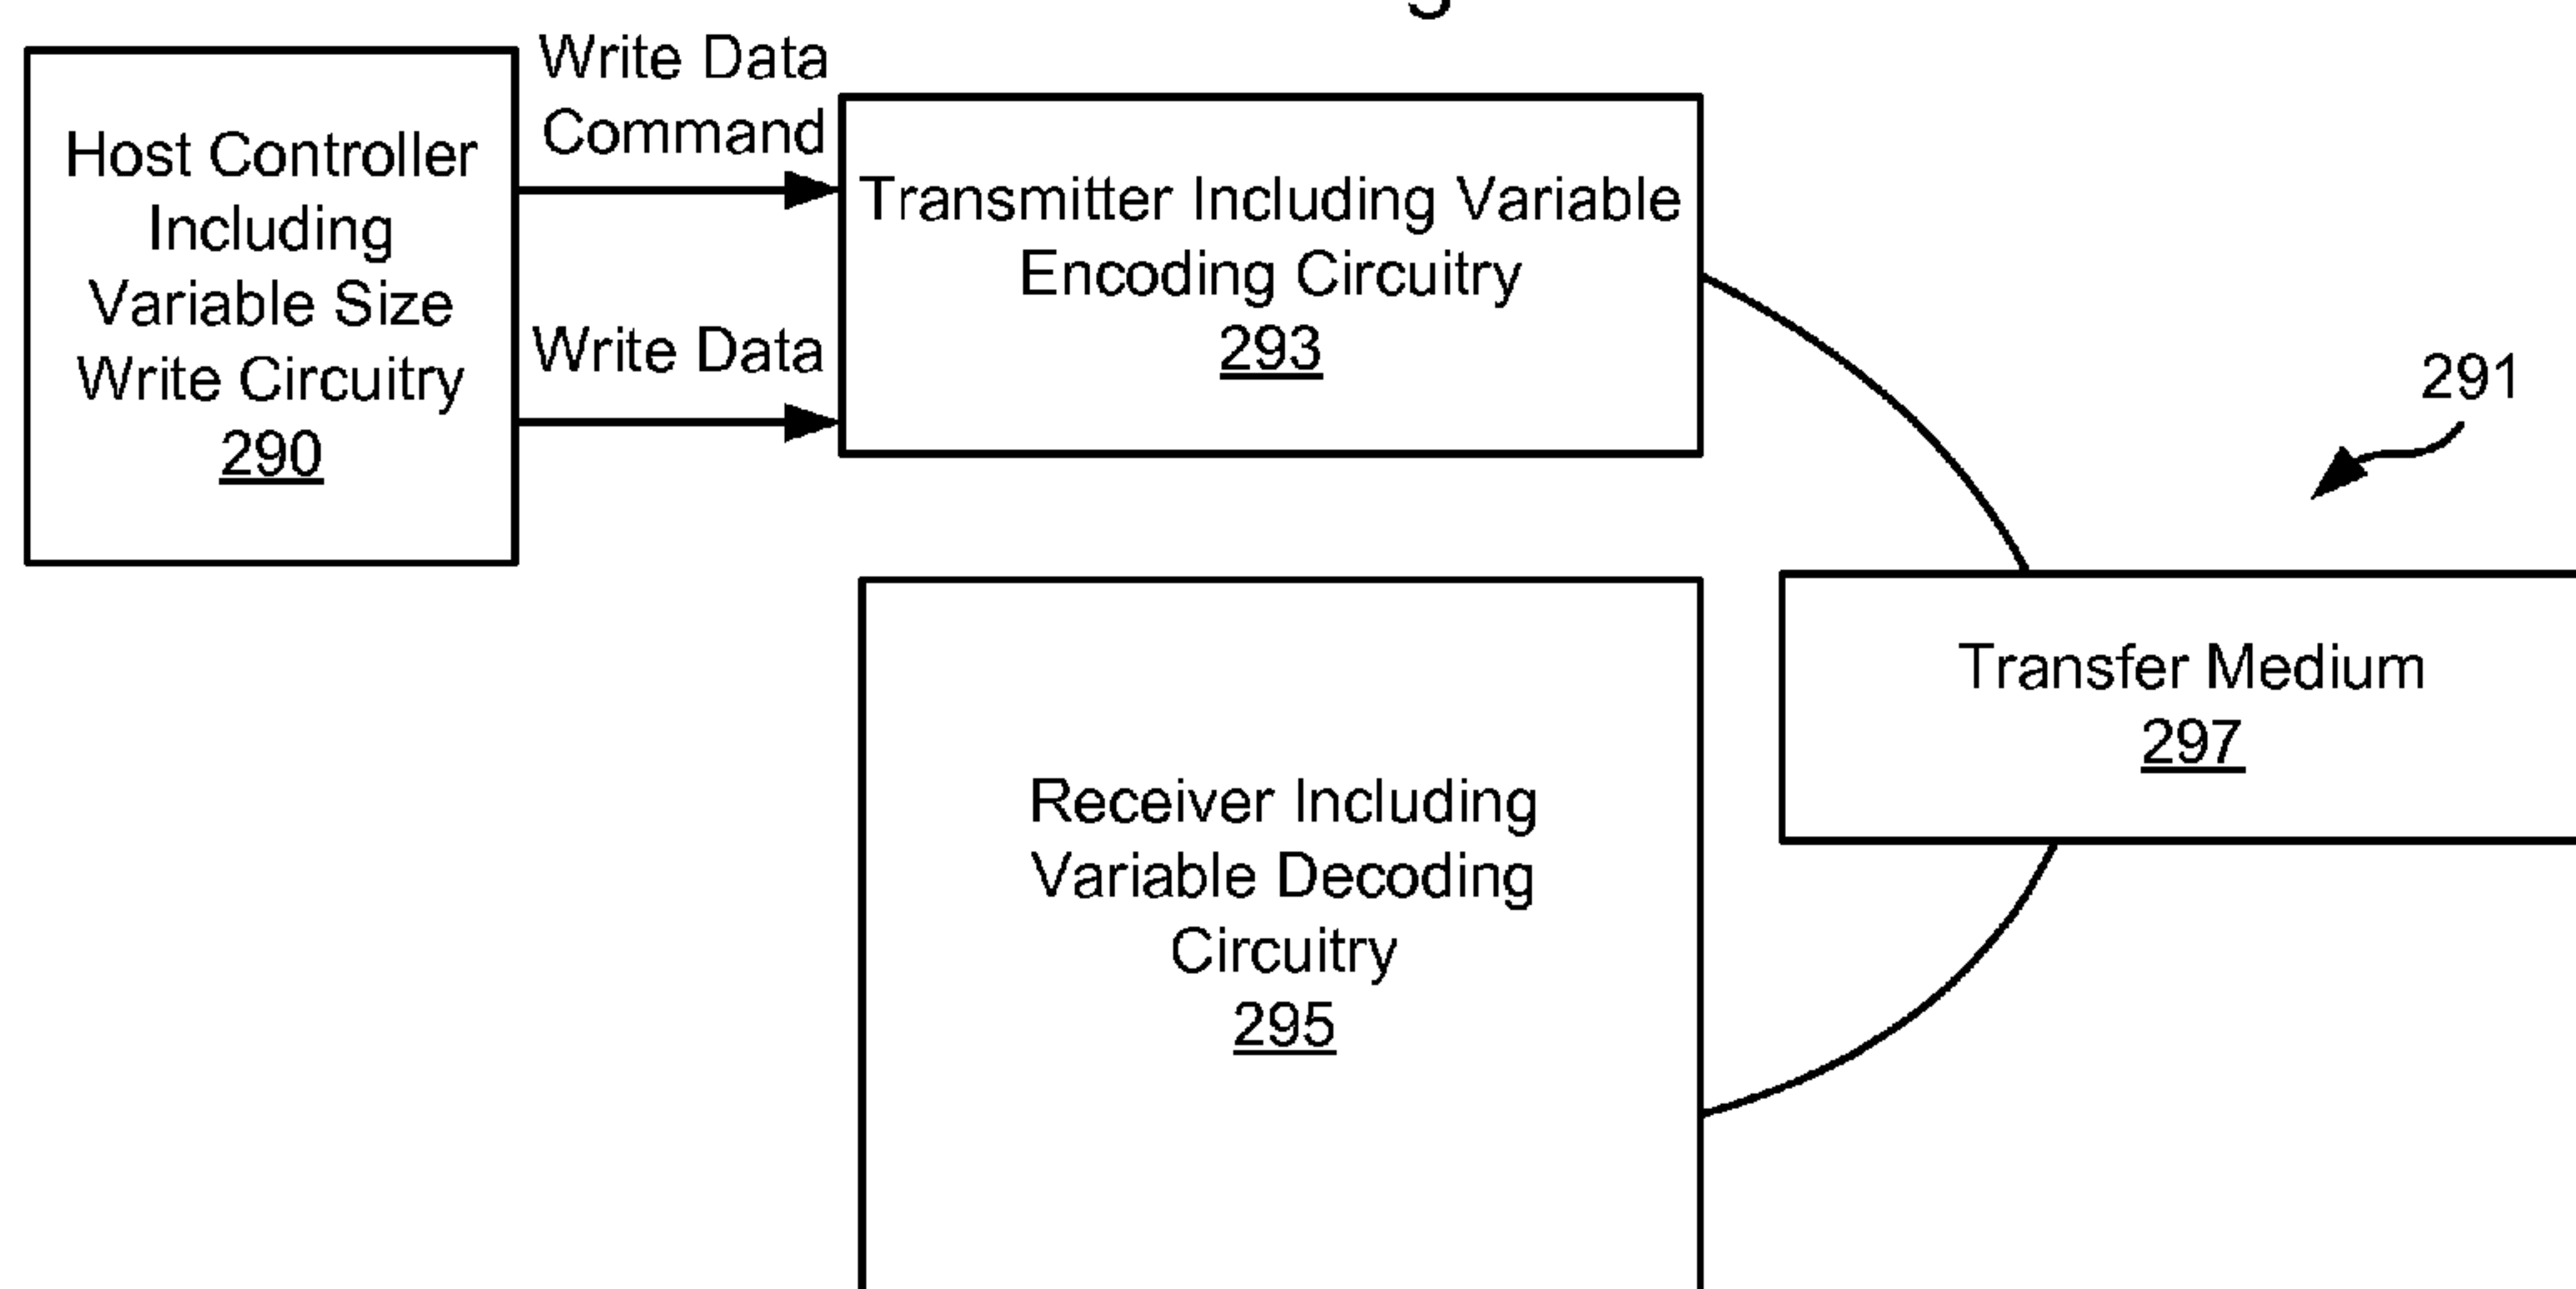 Write Data
Command
Host Controller
Including
Variable Size
Write Circuitry
290
Write Data
Transmitter Including Variable
Encoding Circuitry
293
291
Transfer Medium
297
Receiver Including
Variable Decoding
Circuitry
295